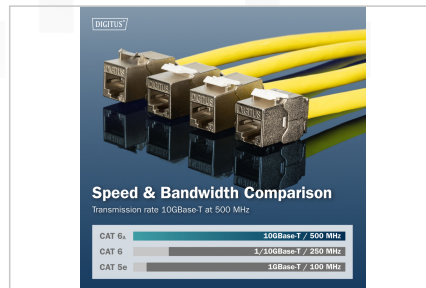 DIGITUS
Speed & Bandwidth Comparison
Transmission rate 10GBase-T at 500 MHz
CAT 6A 10GBase-T / 500 MHz
CAT 6 1/10GBase-T / 250 MHz
CAT 5e 1GBase-T / 100 MHz